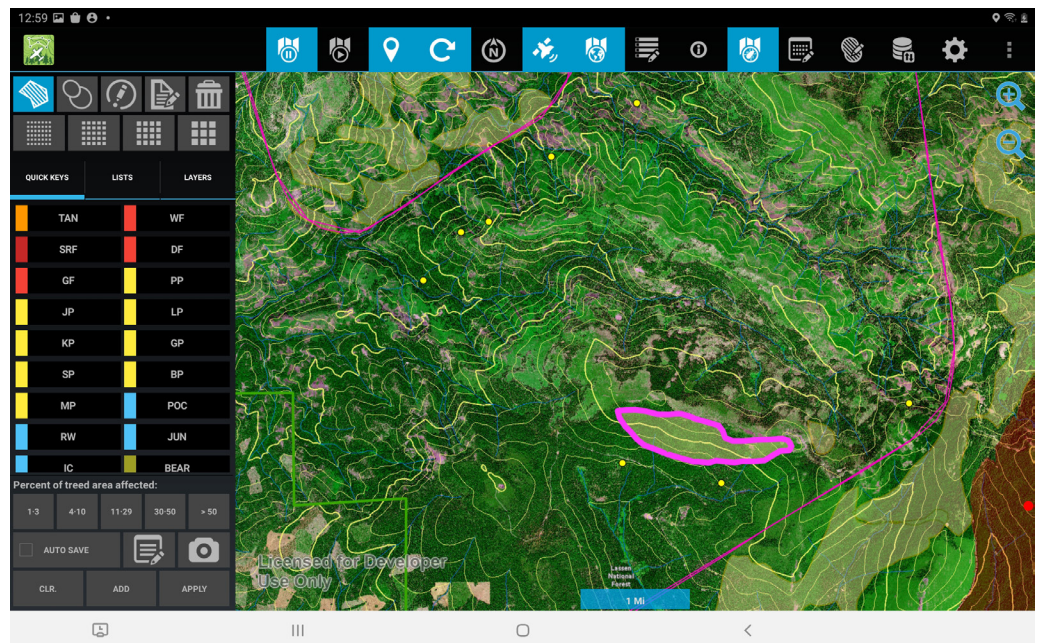 12:59
QUICK KEYS LISTS LAYERS
TAN WF
SRF DF
GF PP
JP LP
KP GP
SP BP
MP POC
RW JUN
IC BEAR
Percent of treed area affected:
1-3 4-10 11-29 30-50 > 50
AUTO SAVE
CLR. ADD APPLY
Licensed for Developer
Use Only
Lassen
National
Forest
1 Mi
N